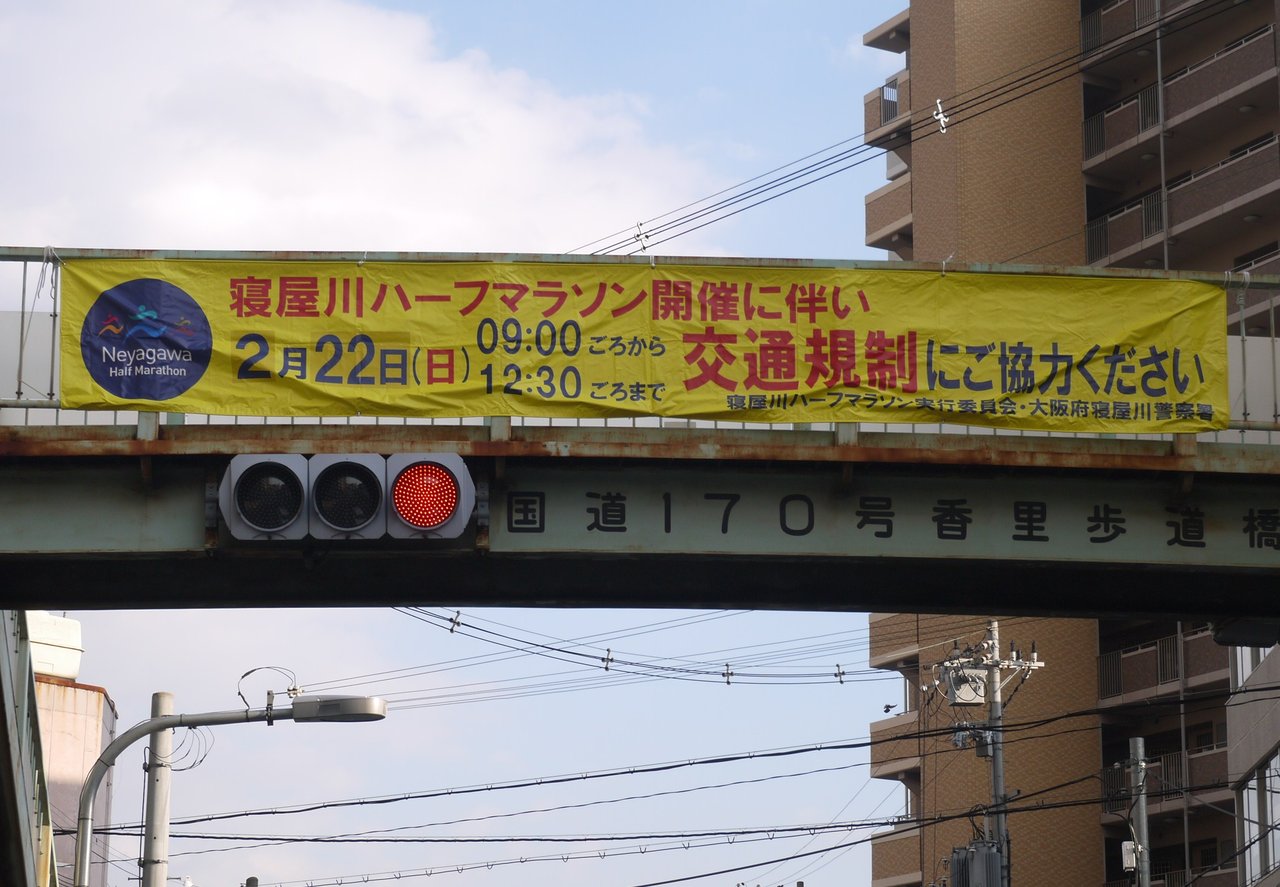 Neyagawa
Half Marathon
寝屋川ハーフマラソン開催に伴い
2月22日(日)
09:00ごろから
12:30ごろまで
交通規制にご協力ください
寝屋川ハーフマラソン実行委員会・大阪府寝屋川警察署
国道170号香里歩道橋